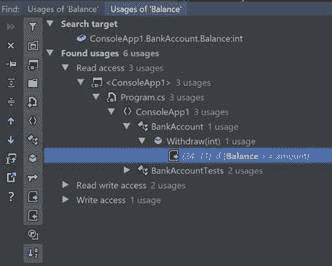 Find: Usages of 'Balance' Usages of 'Balance'
Search target
ConsoleApp1.BankAccount.Balance:int
Found usages 6 usages
Read access 3 usages
<ConsoleApp1> 3 usages
Program.cs 3 usages
ConsoleApp1 3 usages
BankAccount 1 usage
Withdraw(int) 1 usage
if (Balance >= amount)
BankAccountTests 2 usages
Read write access 2 usages
Write access 1 usage